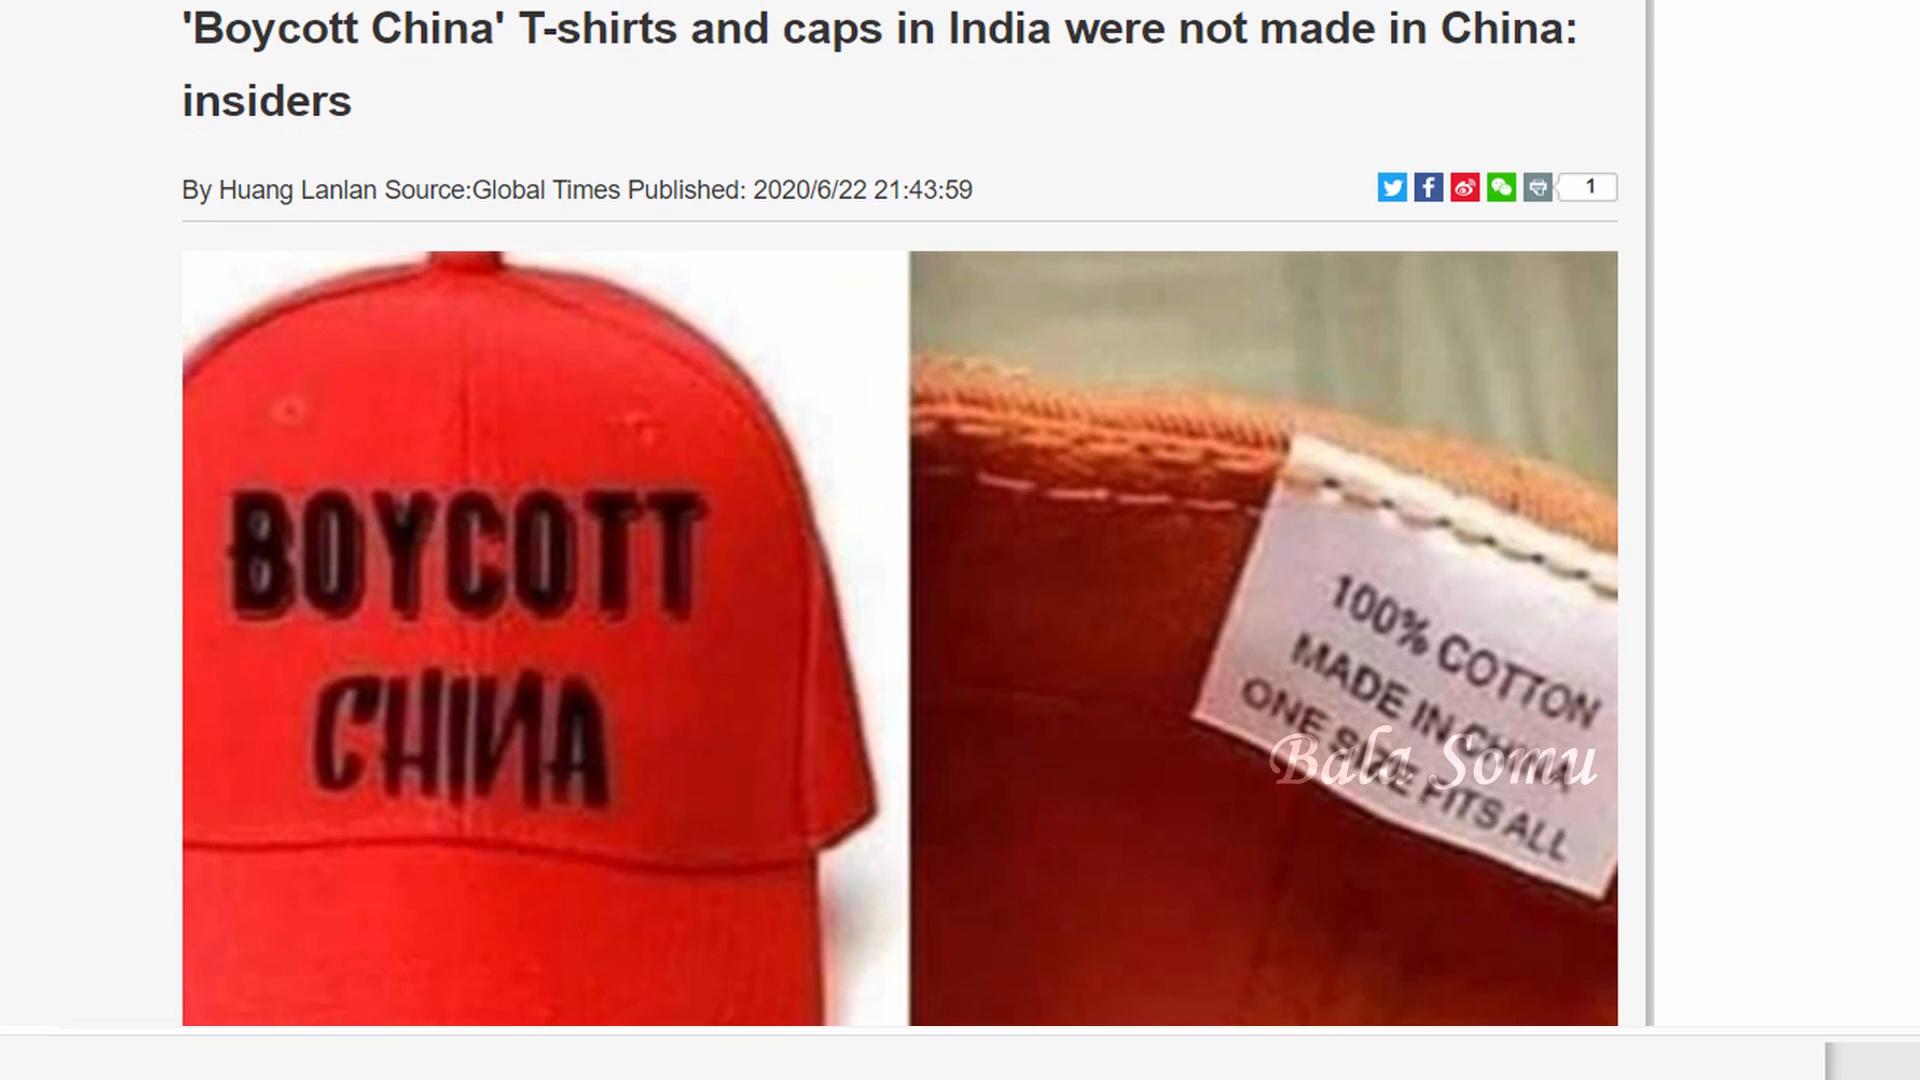 'Boycott China' T-shirts and caps in India were not made in China:
insiders
By Huang Lanlan Source:Global Times Published: 2020/6/22 21:43:59
1
BOYCOTT
CHINA
100% COTTON
MADE IN CHINA
ONE SIZE FITS ALL
Bala Somu